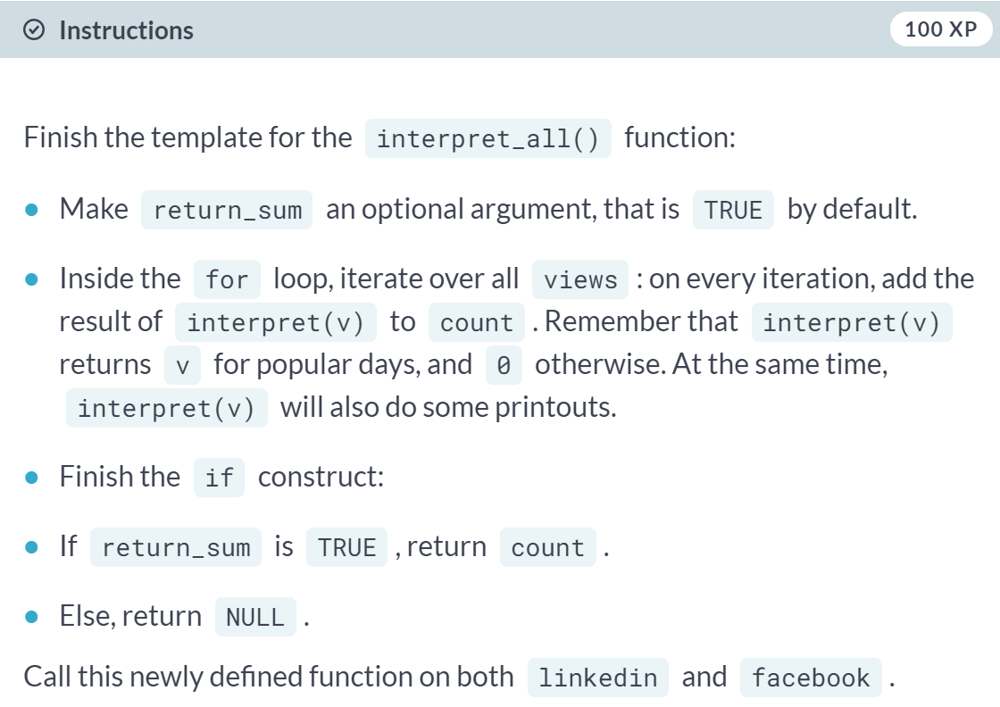 Instructions 100 XP
Finish the template for the interpret_all() function:
Make return_sum an optional argument, that is TRUE by default.
Inside the for loop, iterate over all views : on every iteration, add the
result of interpret(v) to count . Remember that interpret(v)
returns v for popular days, and 0 otherwise. At the same time,
interpret(v) will also do some printouts.
Finish the if construct:
If return_sum is TRUE , return count .
Else, return NULL .
Call this newly defined function on both linkedin and facebook .